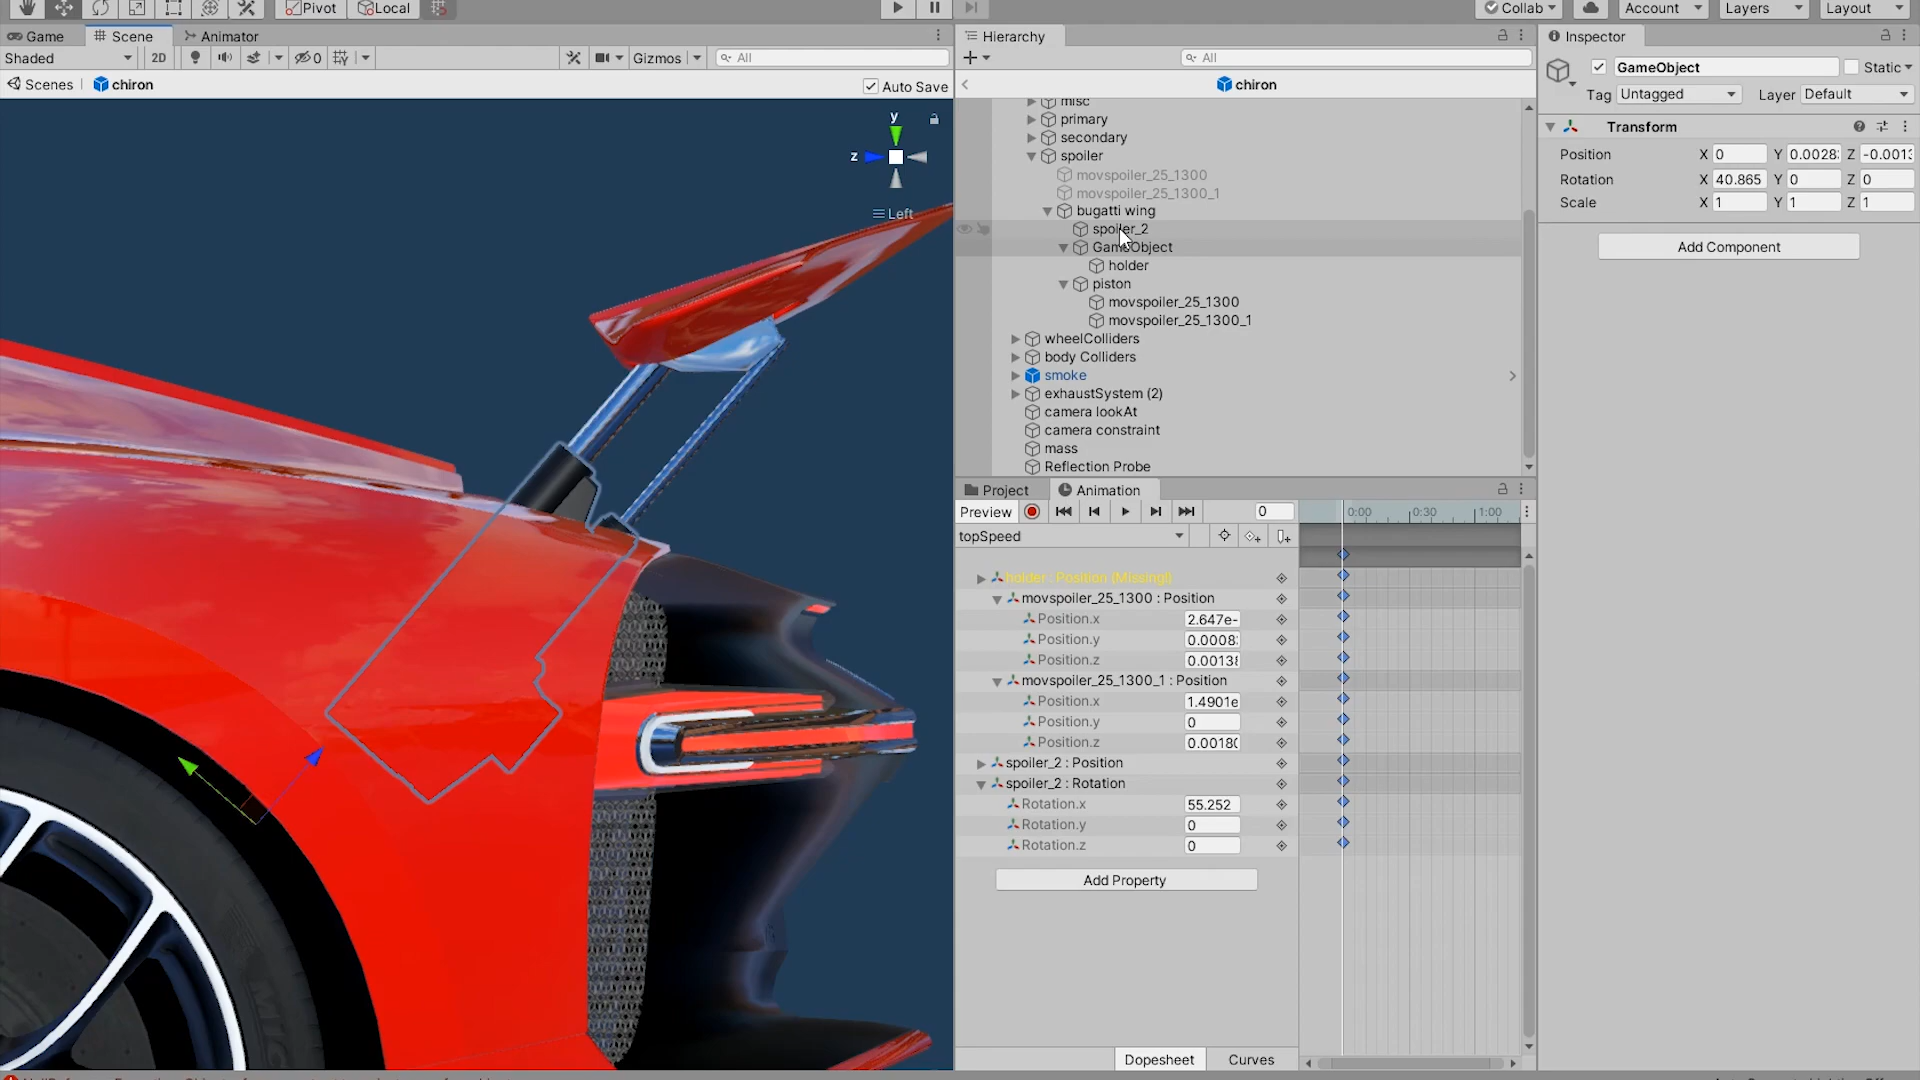 Pivot
Local
Collab
Account
Layers
Layout
Game
Scene
Animator
Hierarchy
Inspector
Shaded
2D
0
Gizmos
All
All
GameObject
Static
Scenes
chiron
Auto Save
chiron
Tag
Untagged
Layer
Default
misc
primary
secondary
spoiler
movspoiler_25_1300
movspoiler_25_1300_1
bugatti wing
spoiler_2
GameObject
holder
piston
movspoiler_25_1300
movspoiler_25_1300_1
wheelColliders
body Colliders
smoke
exhaustSystem (2)
camera lookAt
camera constraint
mass
Reflection Probe
Transform
Position X 0 Y 0.0028 Z -0.001
Rotation X 40.865 Y 0 Z 0
Scale X 1 Y 1 Z 1
Add Component
y
z
Left
Project
Animation
Preview
0
0:00
0:30
1:00
topSpeed
holder : Position (Missing!)
movspoiler_25_1300 : Position
Position.x 2.647e-
Position.y 0.0008
Position.z 0.0013
movspoiler_25_1300_1 : Position
Position.x 1.4901e
Position.y 0
Position.z 0.0018
spoiler_2 : Position
spoiler_2 : Rotation
Rotation.x 55.252
Rotation.y 0
Rotation.z 0
Add Property
Dopesheet
Curves